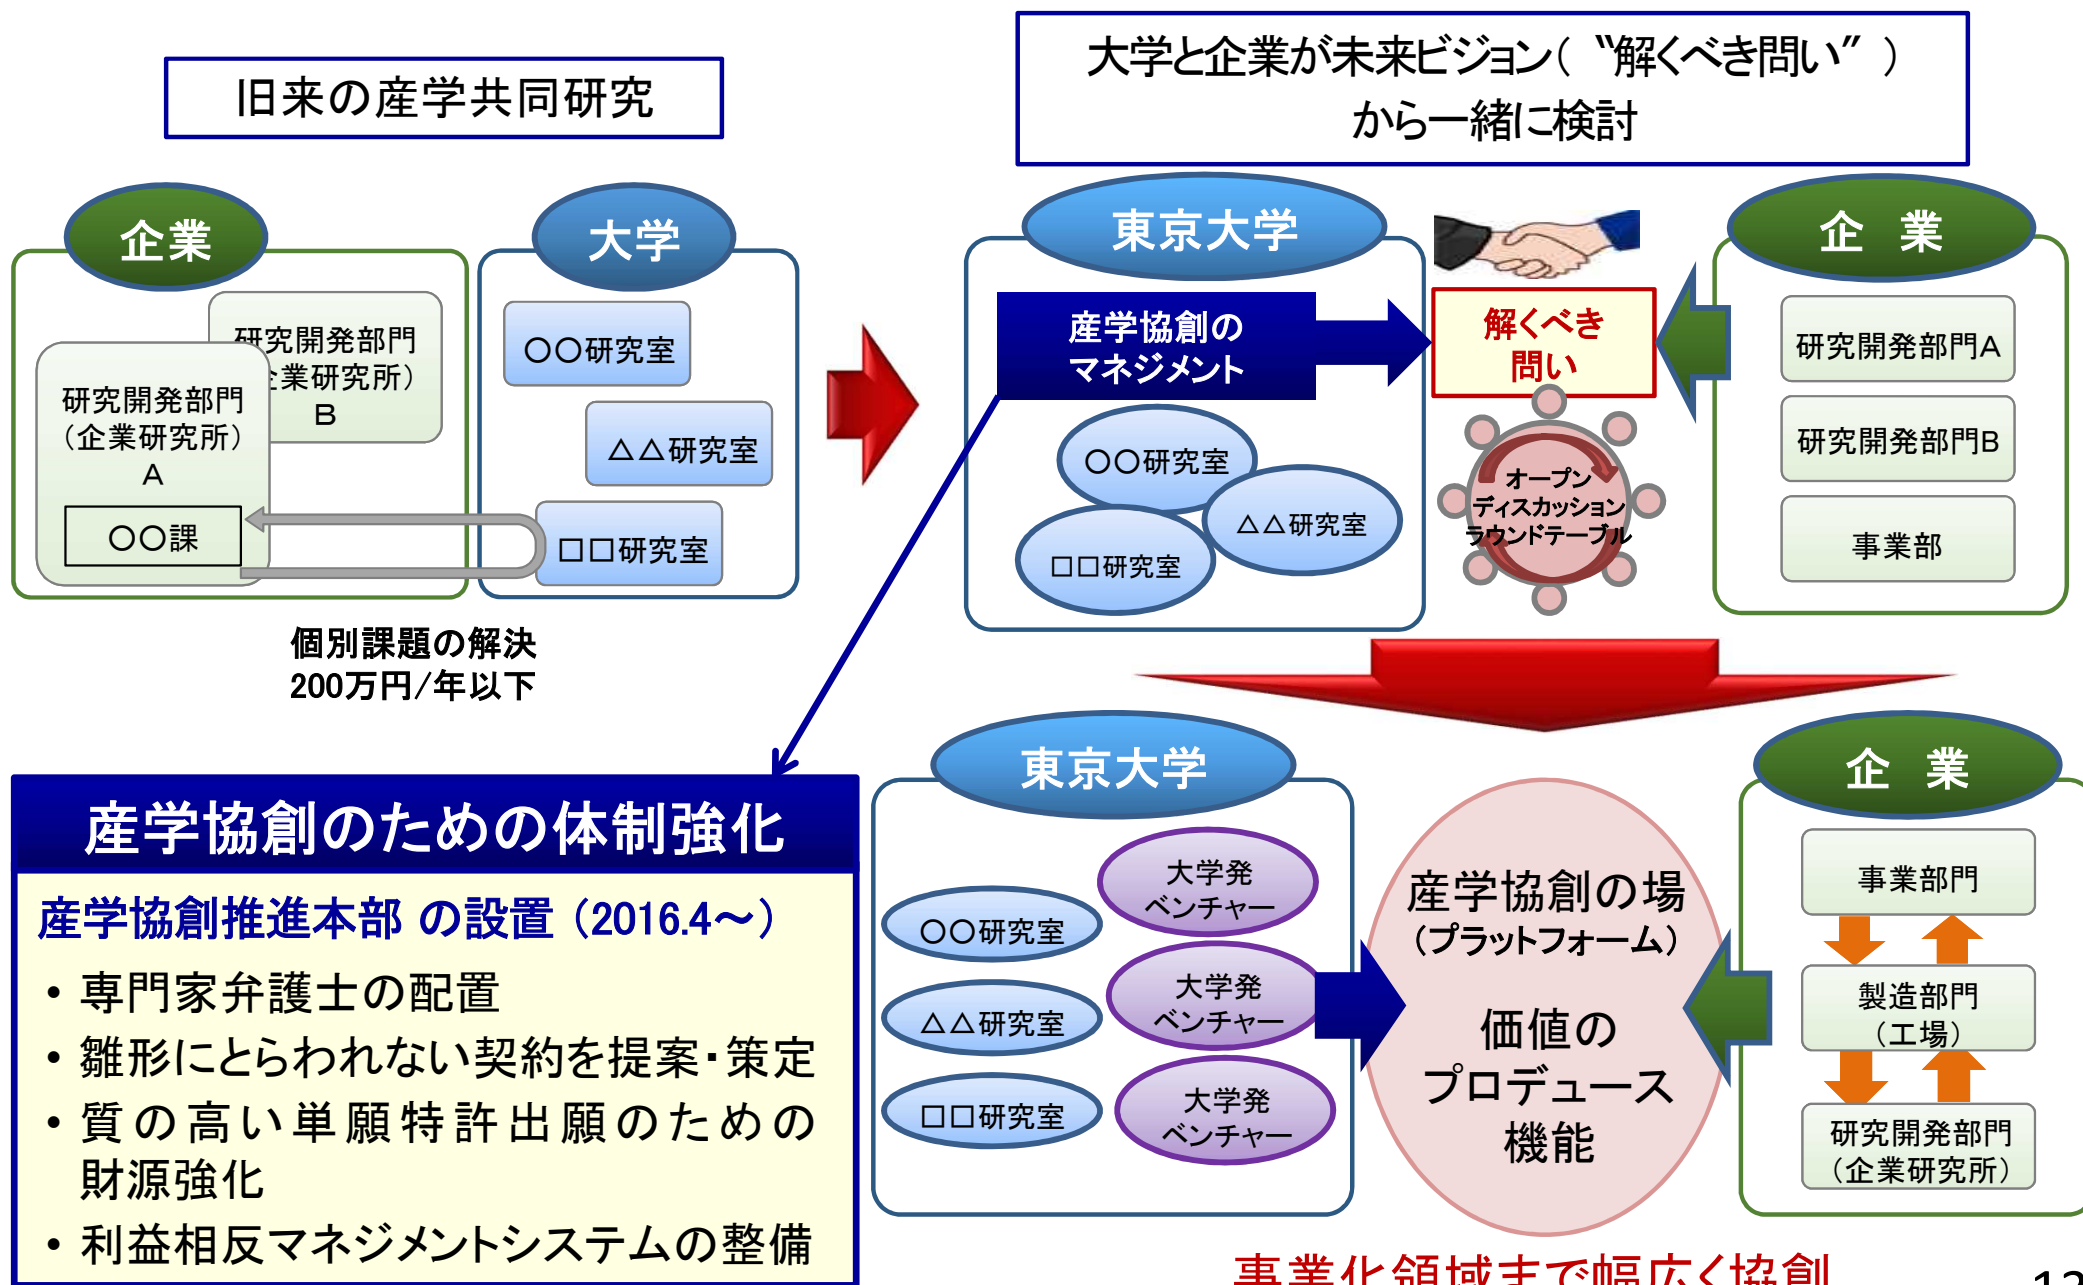 旧来の産学共同研究
大学と企業が未来ビジョン（〝解くべき問い〞）
から一緒に検討
企業
研究開発部門
企業研究所）
B
研究開発部門
（企業研究所）
A
〇〇課
大学
〇〇研究室
△△研究室
□□研究室
個別課題の解決
200万円/年以下
東京大学
産学協創の
マネジメント
〇〇研究室
△△研究室
□□研究室
解くべき
問い
オープン
ディスカッション
ラウンドテーブル
企　業
研究開発部門A
研究開発部門B
事業部
産学協創のための体制強化
産学協創推進本部 の設置（2016.4～）
・専門家弁護士の配置
・雛形にとらわれない契約を提案・策定
・質の高い単願特許出願のための
財源強化
・利益相反マネジメントシステムの整備
東京大学
〇〇研究室
△△研究室
□□研究室
大学発
ベンチャー
大学発
ベンチャー
大学発
ベンチャー
産学協創の場
（プラットフォーム）
価値の
プロデュース
機能
企　業
事業部門
製造部門
（工場）
研究開発部門
（企業研究所）
事業化領域まで幅広く協創